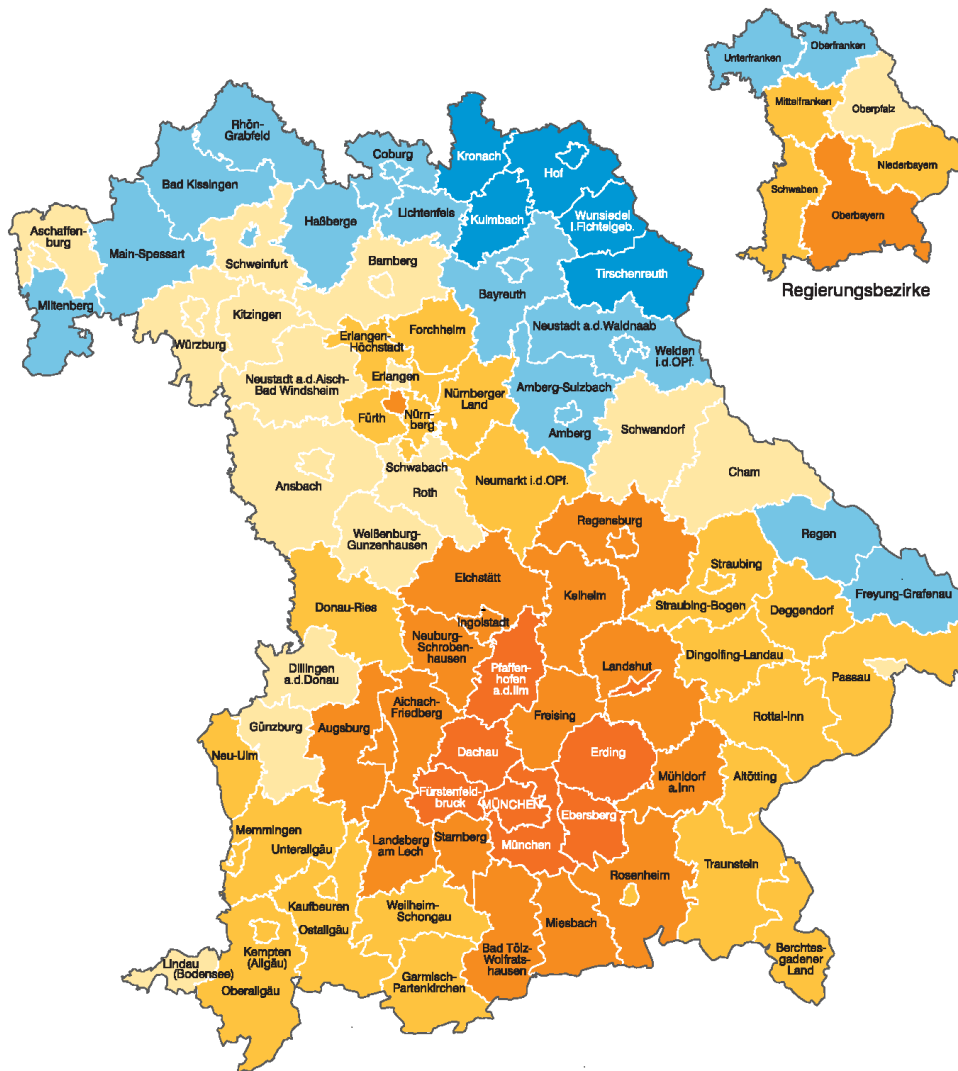 Unterfranken
Oberfranken
Mittelfranken
Oberpfalz
Niederbayern
Schwaben
Oberbayern
Regierungsbezirke
Rhön-
Grabfeld
Coburg
Kronach
Hof
Bad Kissingen
Haßberge
Lichtenfels
Kulmbach
Wunsiedel
i.Fichtelgeb.
Aschaffen-
burg
Main-Spessart
Schweinfurt
Bamberg
Tirschenreuth
Bayreuth
Miltenberg
Kitzingen
Würzburg
Erlangen-
Höchstadt
Forchheim
Neustadt a.d.Waldnaab
Weiden
i.d.OPf.
Neustadt a.d.Aisch-
Bad Windsheim
Erlangen
Nürnberger
Land
Amberg-Sulzbach
Fürth
Nürn-
berg
Amberg
Schwandorf
Schwabach
Ansbach
Roth
Neumarkt i.d.OPf.
Cham
Weißenburg-
Gunzenhausen
Regensburg
Regen
Straubing
Eichstätt
Kelheim
Freyung-Grafenau
Donau-Ries
Straubing-Bogen
Deggendorf
Ingolstadt
Neuburg-
Schroben-
hausen
Dingolfing-Landau
Dillingen
a.d.Donau
Pfaffen-
hofen
a.d.Ilm
Landshut
Passau
Aichach-
Friedberg
Günzburg
Augsburg
Freising
Rottal-Inn
Neu-Ulm
Dachau
Erding
Mühldorf
a.Inn
Altötting
Fürstenfeld-
bruck
MÜNCHEN
Ebersberg
Memmingen
Unterallgäu
Landsberg
am Lech
Starnberg
München
Traunstein
Rosenheim
Kaufbeuren
Ostallgäu
Weilheim-
Schongau
Miesbach
Kempten
(Allgäu)
Bad Tölz-
Wolfrats-
hausen
Berchtes-
gadener
Land
Lindau
(Bodensee)
Oberallgäu
Garmisch-
Partenkirchen